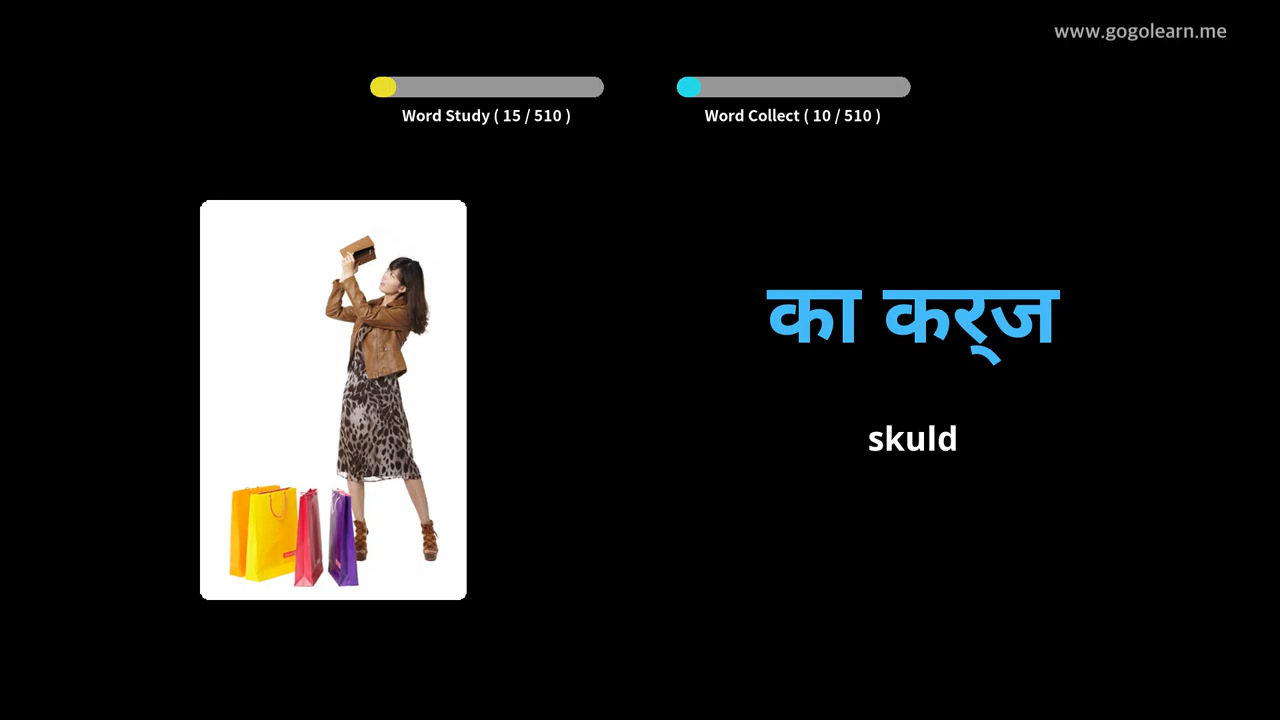 www.gogolearn.me
Word Study ( 15 / 510 )
Word Collect ( 10 / 510 )
का कर्‌ज
skuld